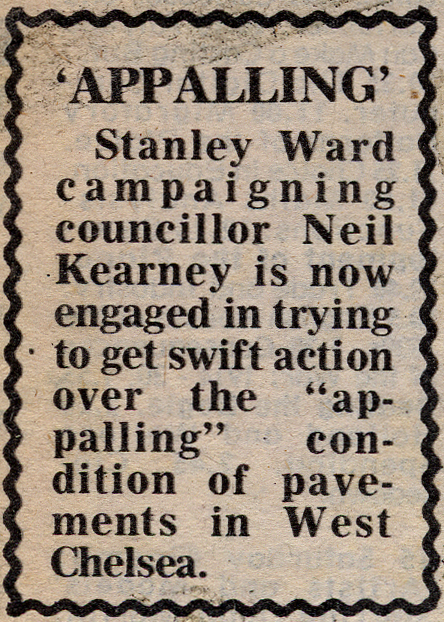 ‘APPALLING’
Stanley Ward
campaigning
councillor Neil
Kearney is now
engaged in trying
to get swift action
over the “ap-
palling” con-
dition of pave-
ments in West
Chelsea.